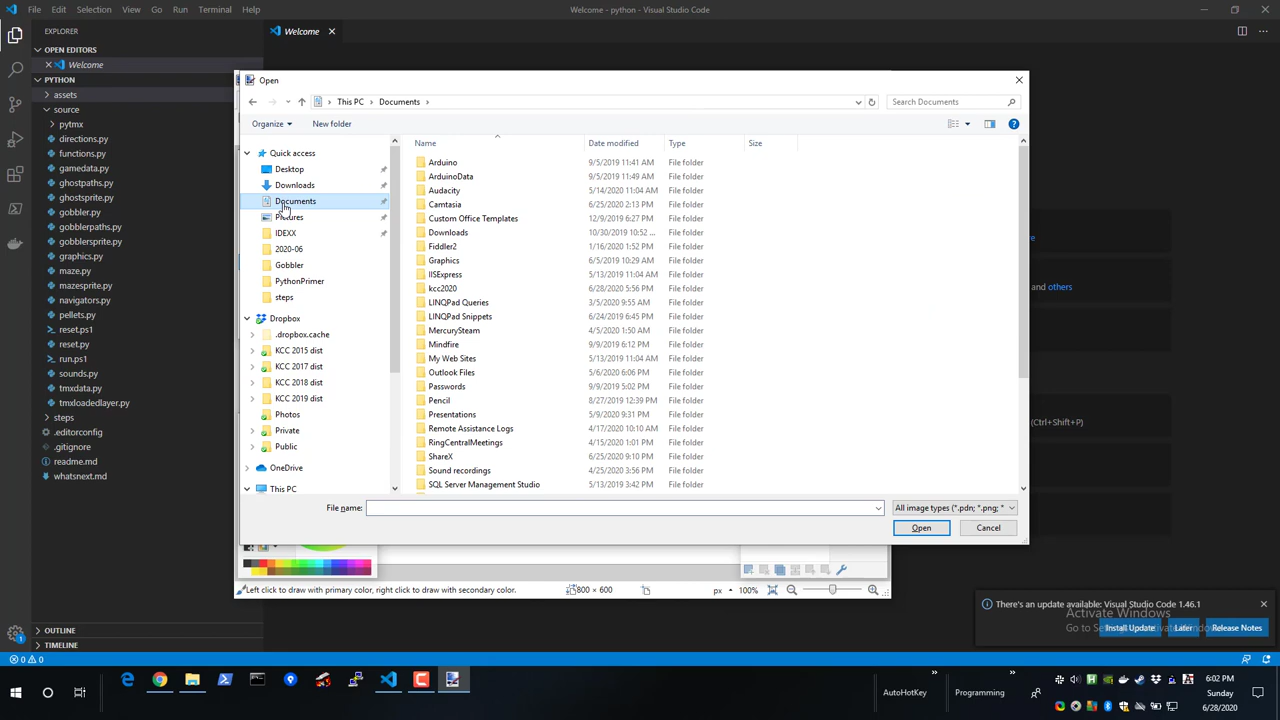 File Edit Selection View Go Run Terminal Help
Welcome - python - Visual Studio Code
EXPLORER
Welcome
OPEN EDITORS
Welcome
PYTHON
assets
source
pytmx
directions.py
functions.py
gamedata.py
ghostpaths.py
ghostsprite.py
gobbler.py
gobblerpaths.py
gobblersprite.py
graphics.py
maze.py
mazesprite.py
navigators.py
pellets.py
reset.ps1
reset.py
run.ps1
sounds.py
tmxdata.py
tmxloadedlayer.py
steps
.editorconfig
.gitignore
readme.md
whatsnext.md
OUTLINE
TIMELINE
Open
This PC > Documents >
Search Documents
Organize
New folder
Quick access
Desktop
Downloads
Documents
Pictures
IDEXX
2020-06
Gobbler
PythonPrimer
steps
Dropbox
.dropbox.cache
KCC 2015 dist
KCC 2017 dist
KCC 2018 dist
KCC 2019 dist
Photos
Private
Public
OneDrive
This PC
Name Date modified Type Size
Arduino 9/5/2019 11:41 AM File folder
ArduinoData 9/5/2019 11:49 AM File folder
Audacity 5/14/2020 11:04 AM File folder
Camtasia 6/25/2020 2:13 PM File folder
Custom Office Templates 12/9/2019 6:27 PM File folder
Downloads 10/30/2019 10:52 ... File folder
Fiddler2 1/16/2020 1:52 PM File folder
Graphics 6/5/2019 10:29 AM File folder
IISExpress 5/13/2019 11:04 AM File folder
kcc2020 6/28/2020 5:56 PM File folder
LINQPad Queries 3/5/2020 9:55 AM File folder
LINQPad Snippets 6/24/2019 6:45 PM File folder
MercurySteam 4/5/2020 1:50 AM File folder
Mindfire 9/9/2019 6:12 PM File folder
My Web Sites 5/13/2019 11:04 AM File folder
Outlook Files 5/6/2020 6:06 PM File folder
Passwords 9/9/2019 5:02 PM File folder
Pencil 8/27/2019 12:39 PM File folder
Presentations 5/9/2020 9:31 PM File folder
Remote Assistance Logs 4/17/2020 10:10 AM File folder
RingCentralMeetings 4/15/2020 1:01 PM File folder
ShareX 6/25/2020 9:10 PM File folder
Sound recordings 4/25/2020 3:56 PM File folder
SQL Server Management Studio 5/13/2019 3:42 PM File folder
File name:
All image types (*.pdn; *.png; *
Open
Cancel
and others
(Ctrl+Shift+P)
Left click to draw with primary color, right click to draw with secondary color.
800 × 600
px
100%
There's an update available: Visual Studio Code 1.46.1
Activate Windows
Install Update
Later
Release Notes
0 0
AutoHotKey
Programming
6:02 PM
Sunday
6/28/2020